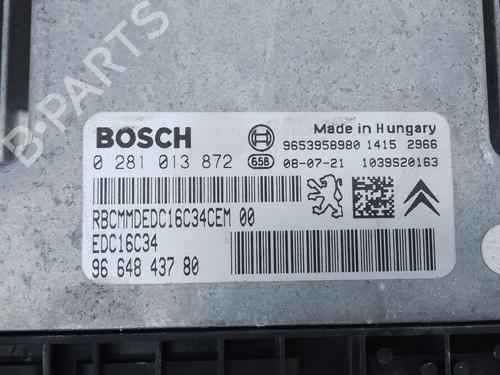 B-PARTS
BOSCH
Made in Hungary
9653958980 1415 2966
0 281 013 872 658 08-07-21 1039S20163
RBCMMDEDC16C34CEM 00
EDC16C34
96 648 437 80